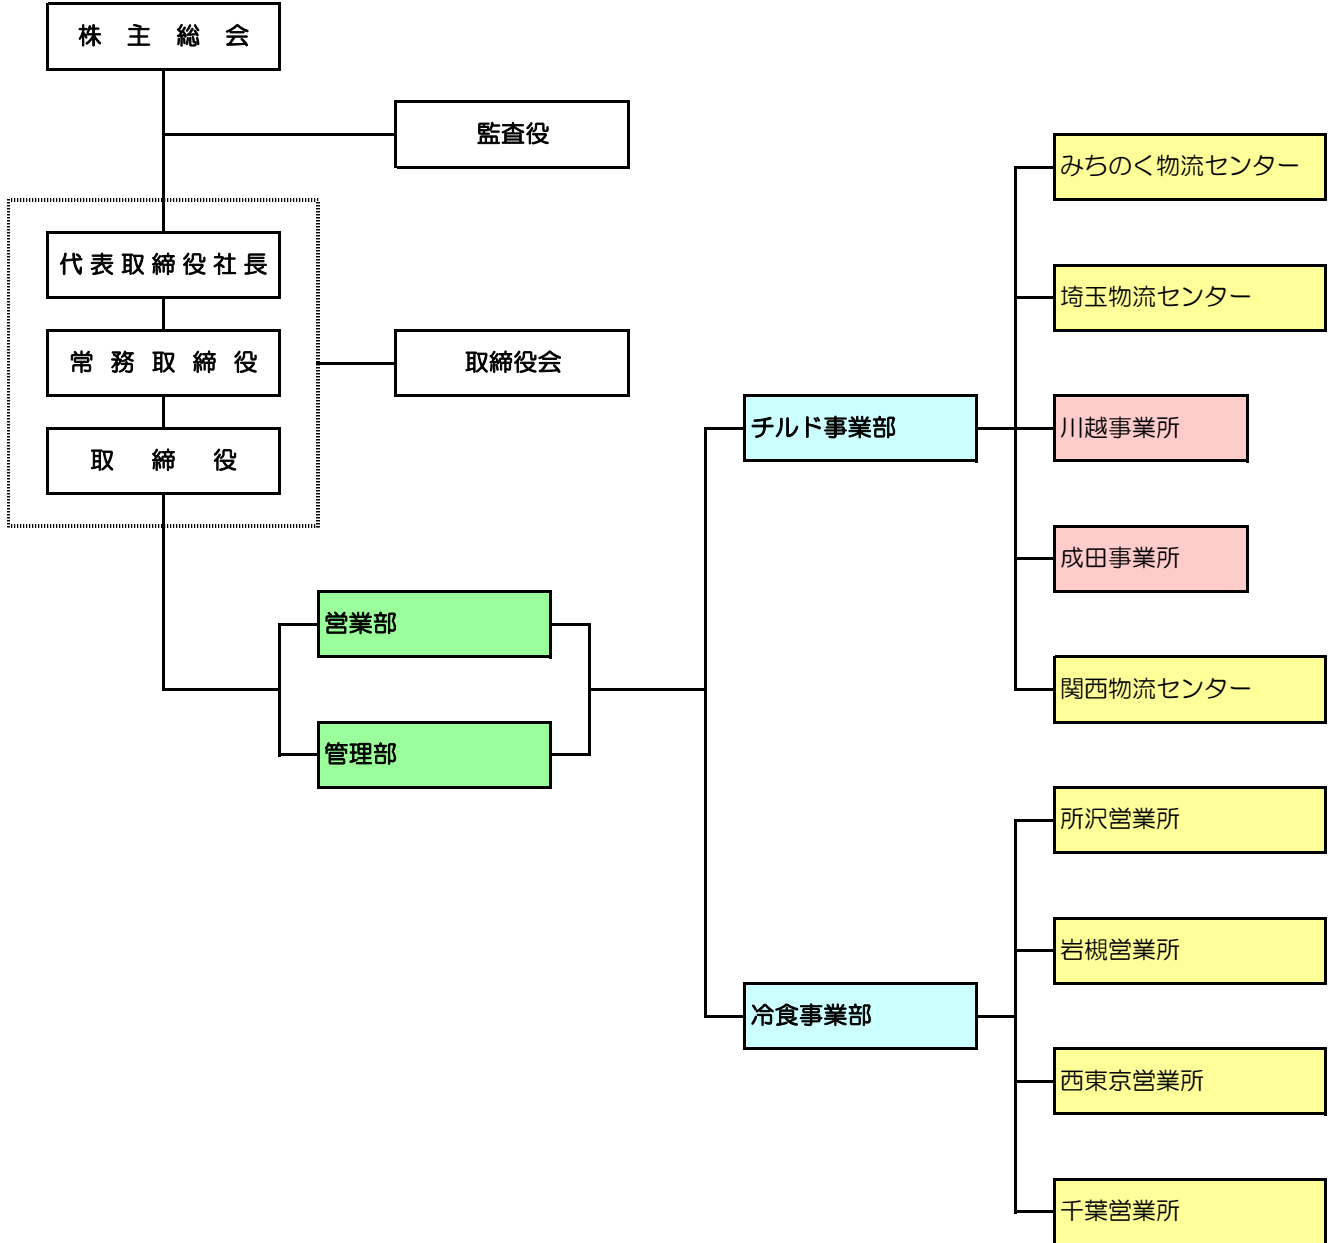 株主総会
監査役
代表取締役社長
常務取締役
取締役会
取締役
営業部
管理部
チルド事業部
冷食事業部
みちのく物流センター
埼玉物流センター
川越事業所
成田事業所
関西物流センター
所沢営業所
岩槻営業所
西東京営業所
千葉営業所